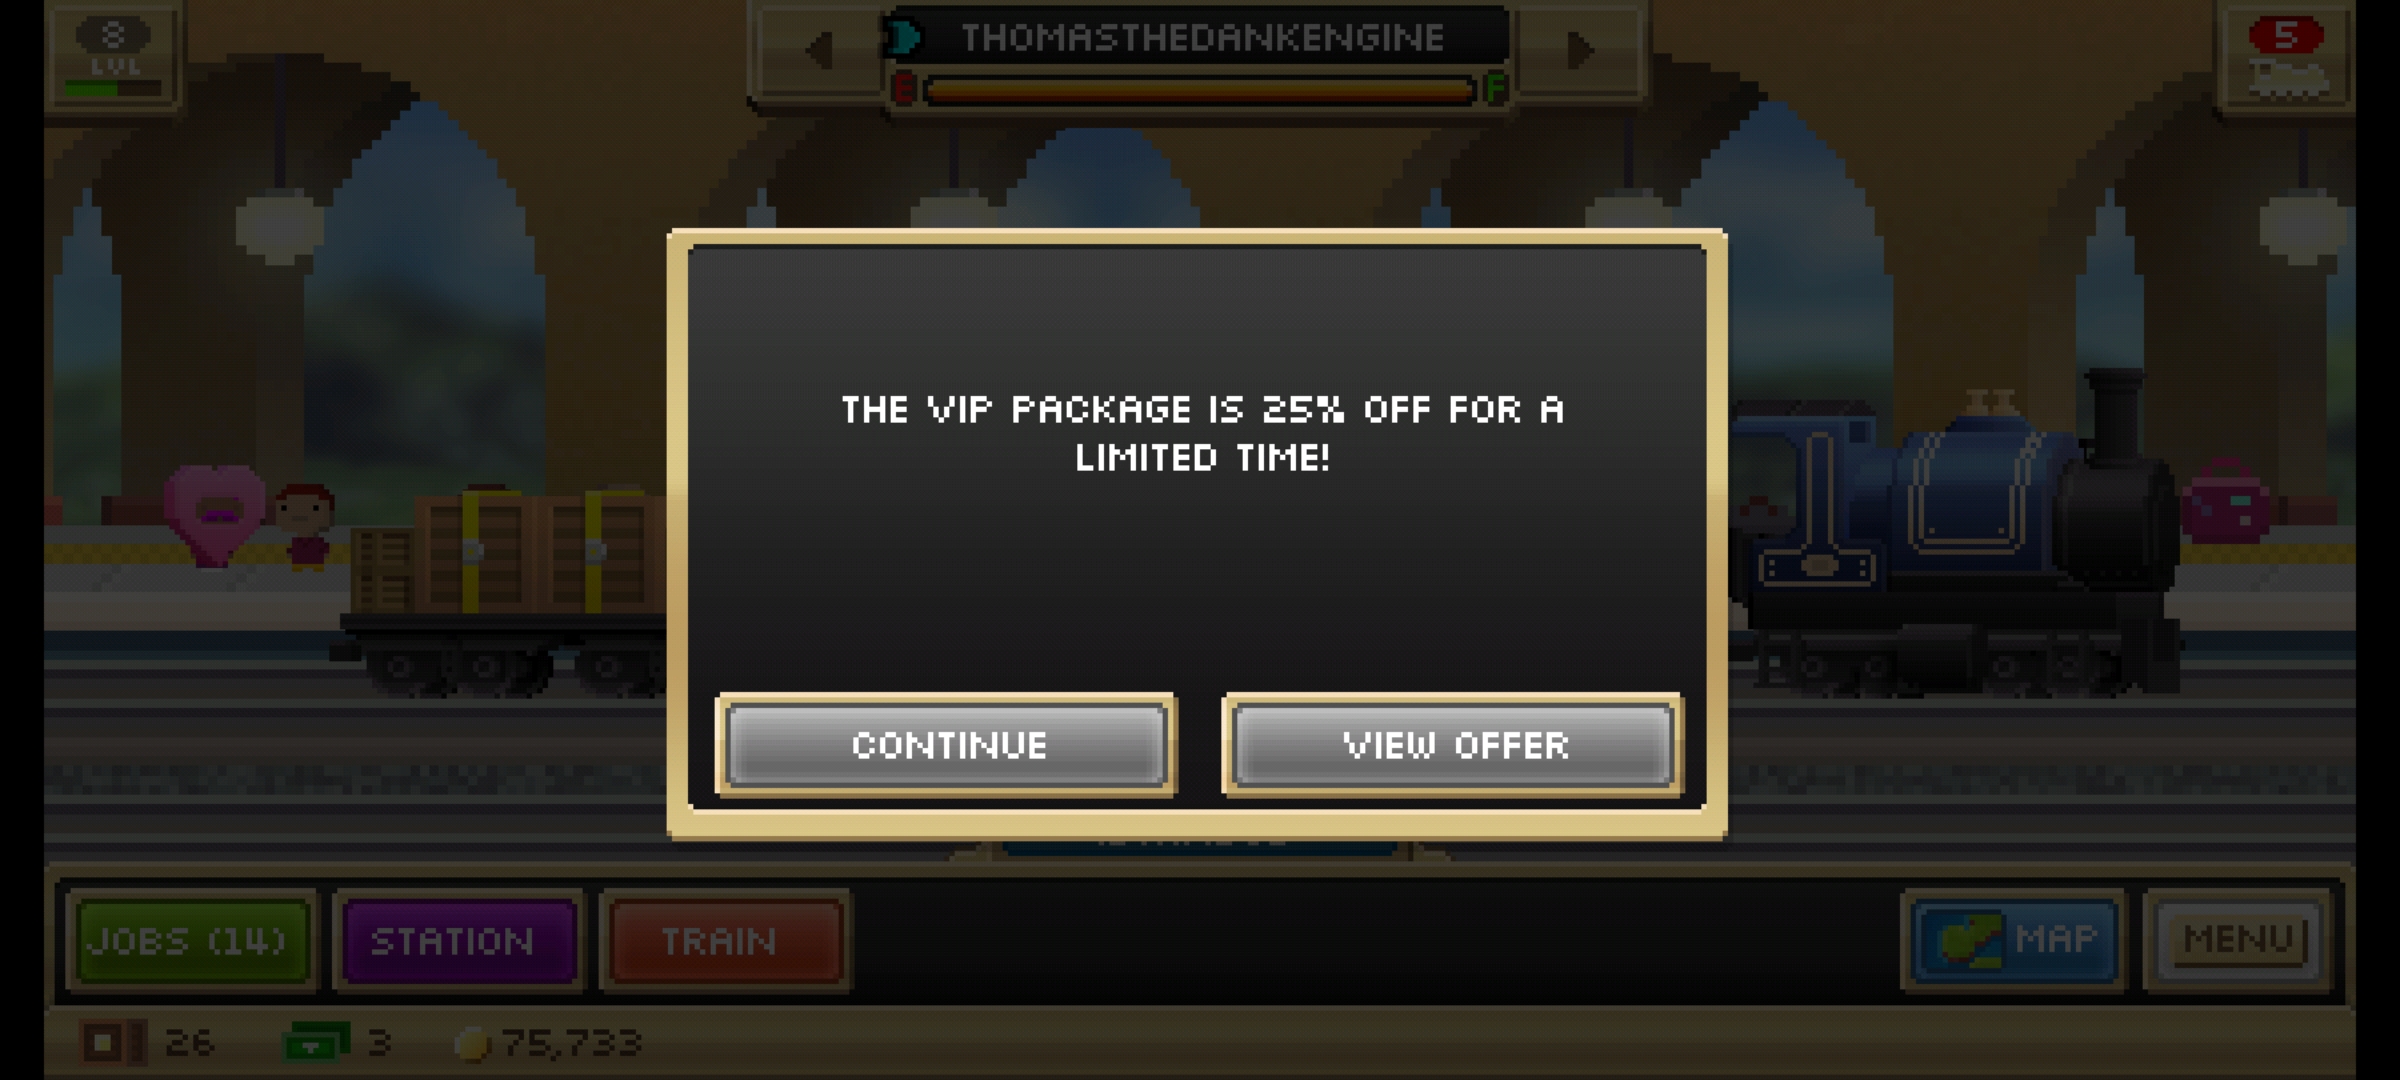 8
LVL
THOMASTHEDANKENGINE
E F
5
THE VIP PACKAGE IS 25% OFF FOR A
LIMITED TIME!
CONTINUE
VIEW OFFER
JOBS (14)
STATION
TRAIN
MAP
MENU
26
3
75,733